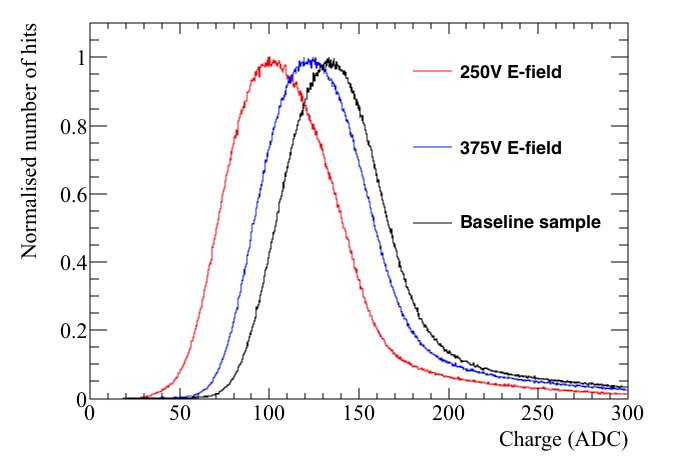 Normalised number of hits
1
0.8
0.6
0.4
0.2
0
250V E-field
375V E-field
Baseline sample
0 50 100 150 200 250 300
Charge (ADC)